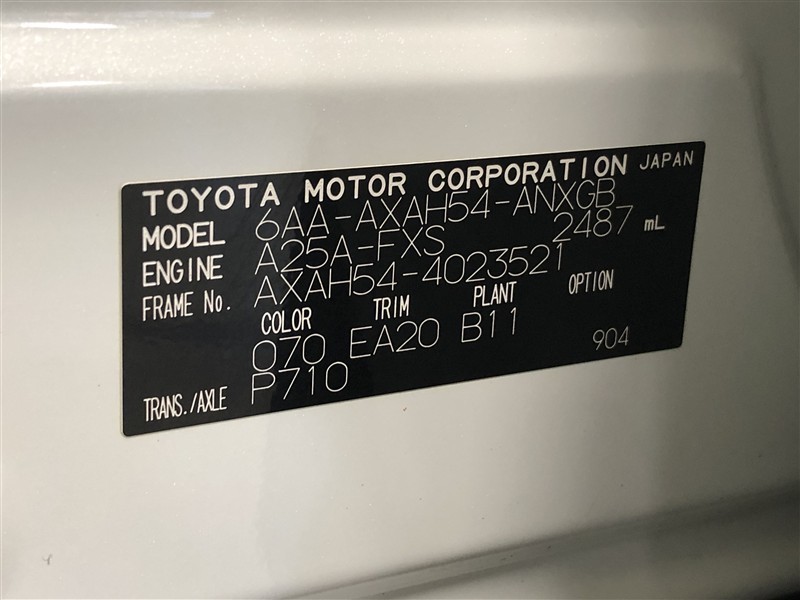 TOYOTA MOTOR CORPORATION JAPAN
MODEL 6AA-AXAH54-ANXGB
ENGINE A25A-FXS 2487 mL
FRAME No. AXAH54-4023521
COLOR TRIM PLANT OPTION
070 EA20 B11 904
TRANS./AXLE P710